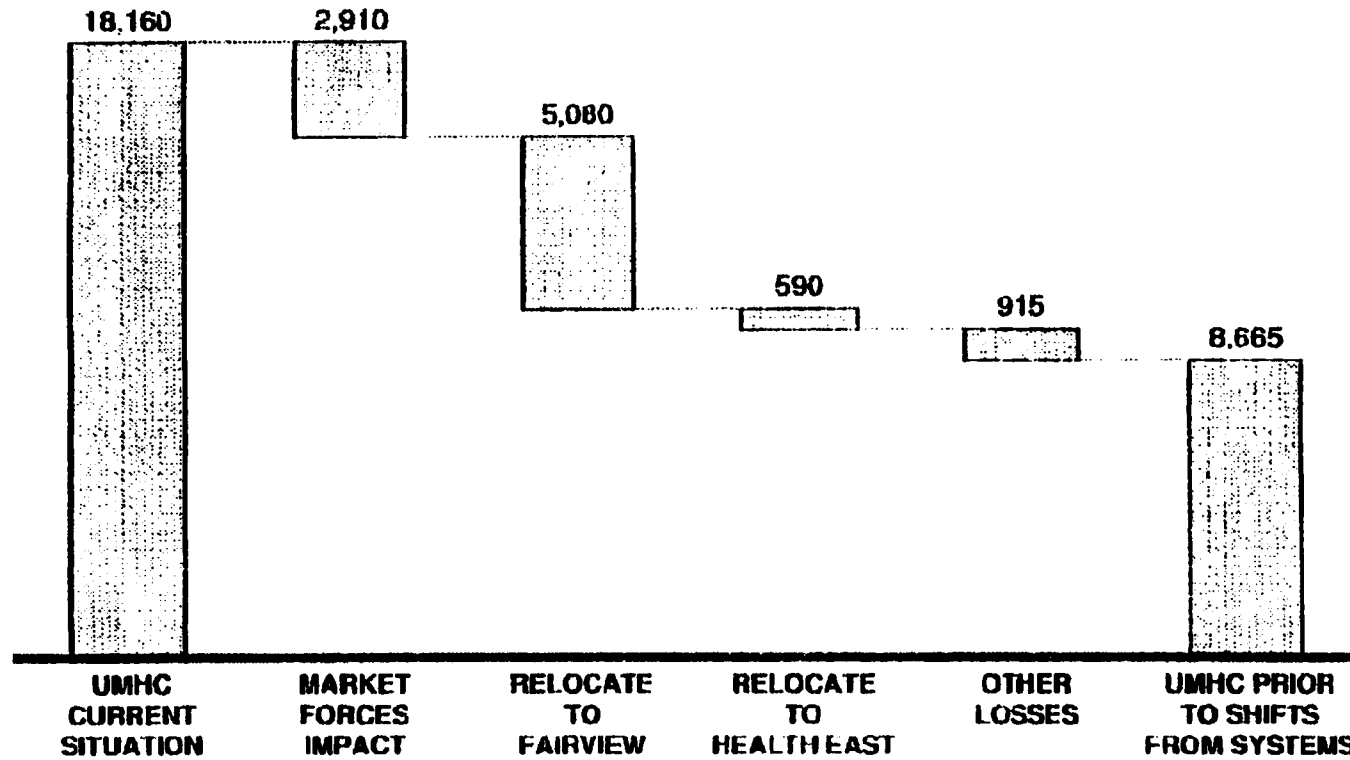 18,160
2,910
5,080
590
915
8,665
UMHC
CURRENT
SITUATION
MARKET
FORCES
IMPACT
RELOCATE
TO
FAIRVIEW
RELOCATE
TO
HEALTH EAST
OTHER
LOSSES
UMHC PRIOR
TO SHIFTS
FROM SYSTEMS